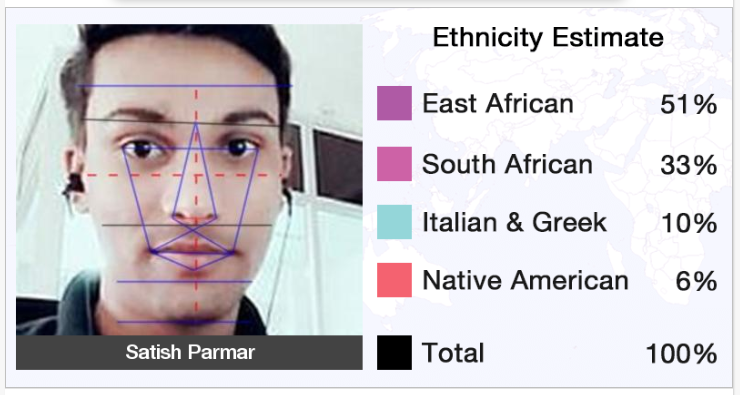 Ethnicity Estimate
East African 51%
South African 33%
Italian & Greek 10%
Native American 6%
Total 100%
Satish Parmar